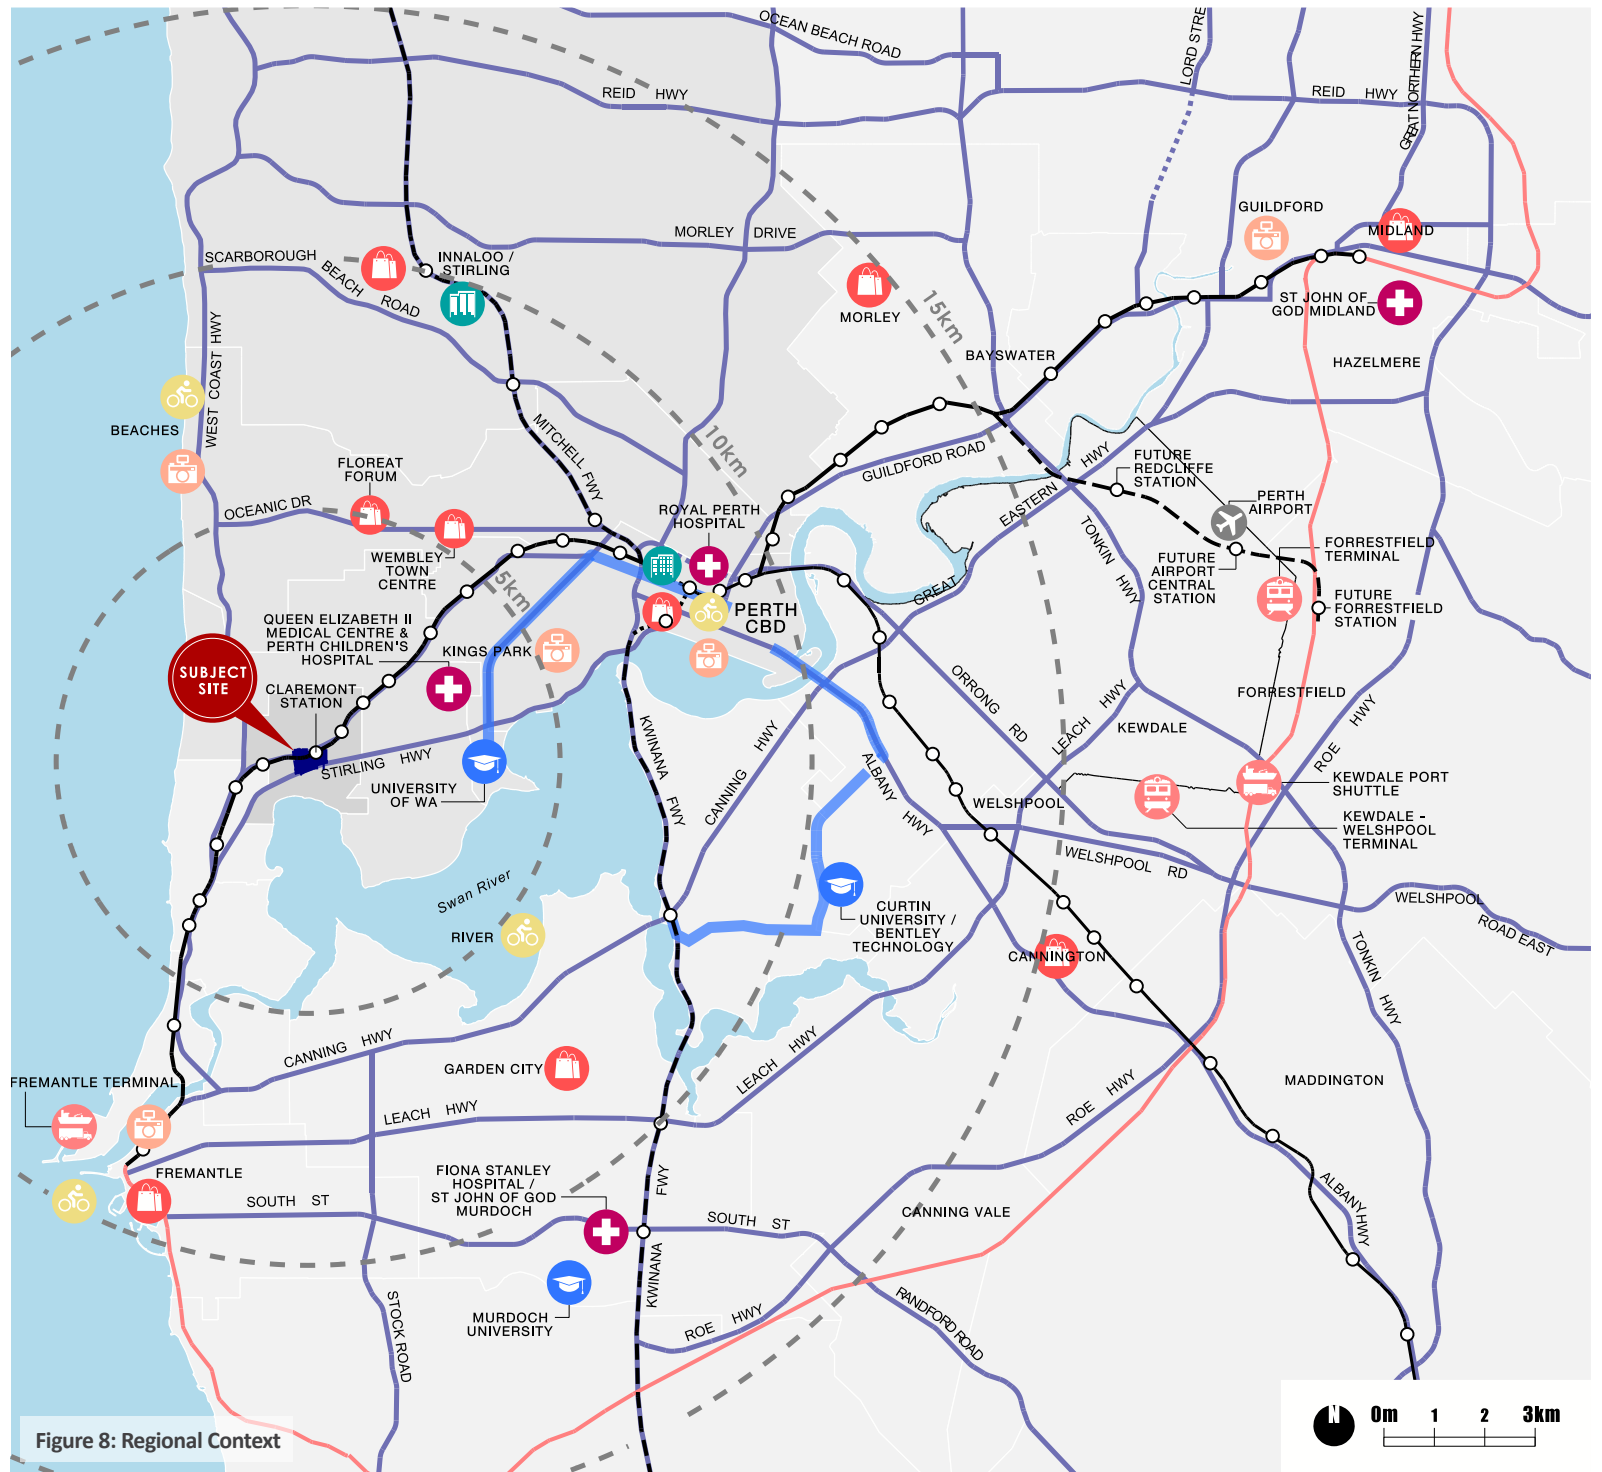 OCEAN BEACH ROAD
LORD STRE
GREAT NORTHERN HWY
REID HWY
REID HWY
GUILDFORD
MIDLAND
MORLEY DRIVE
INNALOO /
STIRLING
SCARBOROUGH
BEACH ROAD
15km
ST JOHN OF
GOD MIDLAND
MORLEY
WEST COAST HWY
BAYSWATER
HAZELMERE
BEACHES
MITCHELL FWY
10km
FLOREAT
FORUM
GUILDFORD ROAD
EASTERN HWY
FUTURE
REDCLIFFE
STATION
OCEANIC DR
ROYAL PERTH
HOSPITAL
PERTH
AIRPORT
TONKIN HWY
WEMBLEY
TOWN
CENTRE
5km
FUTURE
AIRPORT
CENTRAL
STATION
FORRESTFIELD
TERMINAL
GREAT
PERTH
CBD
FUTURE
FORRESTFIELD
STATION
QUEEN ELIZABETH II
MEDICAL CENTRE &
PERTH CHILDREN'S
HOSPITAL
KINGS PARK
SUBJECT
SITE
CLAREMONT
STATION
ORRONG RD
LEACH HWY
FORRESTFIELD
KEWDALE
ROE HWY
KWINANA FWY
CANNING HWY
STIRLING HWY
ALBANY HWY
UNIVERSITY
OF WA
WELSHPOOL
KEWDALE PORT
SHUTTLE
KEWDALE -
WELSHPOOL
TERMINAL
WELSHPOOL RD
Swan River
WELSHPOOL
ROAD EAST
CURTIN
UNIVERSITY /
BENTLEY
TECHNOLOGY
RIVER
CANNINGTON
TONKIN HWY
CANNING HWY
LEACH HWY
GARDEN CITY
FREMANTLE TERMINAL
MADDINGTON
LEACH HWY
ROE HWY
FREMANTLE
FIONA STANLEY
HOSPITAL /
ST JOHN OF GOD
MURDOCH
FWY
ALBANY HWY
SOUTH ST
SOUTH ST
CANNING VALE
KWINANA
MURDOCH
UNIVERSITY
STOCK ROAD
ROE HWY
RANDFORD ROAD
N
0m 1 2 3km
Figure 8: Regional Context